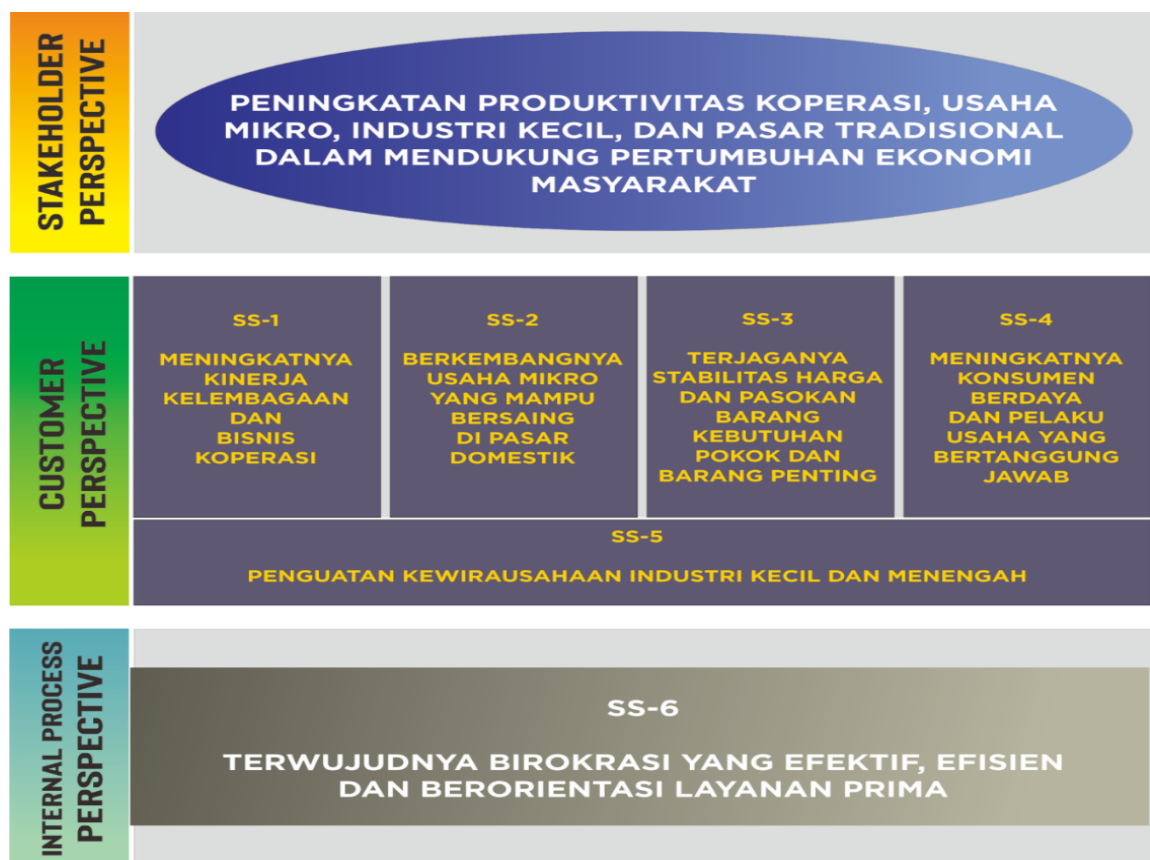 STAKEHOLDER
PERSPECTIVE
PENINGKATAN PRODUKTIVITAS KOPERASI, USAHA
MIKRO, INDUSTRI KECIL, DAN PASAR TRADISIONAL
DALAM MENDUKUNG PERTUMBUHAN EKONOMI
MASYARAKAT
CUSTOMER
PERSPECTIVE
SS-1
MENINGKATNYA
KINERJA
KELEMBAGAAN
DAN
BISNIS
KOPERASI
SS-2
BERKEMBANGNYA
USAHA MIKRO
YANG MAMPU
BERSAING
DI PASAR
DOMESTIK
SS-3
TERJAGANYA
STABILITAS HARGA
DAN PASOKAN
BARANG
KEBUTUHAN
POKOK DAN
BARANG PENTING
SS-4
MENINGKATNYA
KONSUMEN
BERDAYA
DAN PELAKU
USAHA YANG
BERTANGGUNG
JAWAB
SS-5
PENGUATAN KEWIRAUSAHAAN INDUSTRI KECIL DAN MENENGAH
INTERNAL PROCESS
PERSPECTIVE
SS-6
TERWUJUDNYA BIROKRASI YANG EFEKTIF, EFISIEN
DAN BERORIENTASI LAYANAN PRIMA